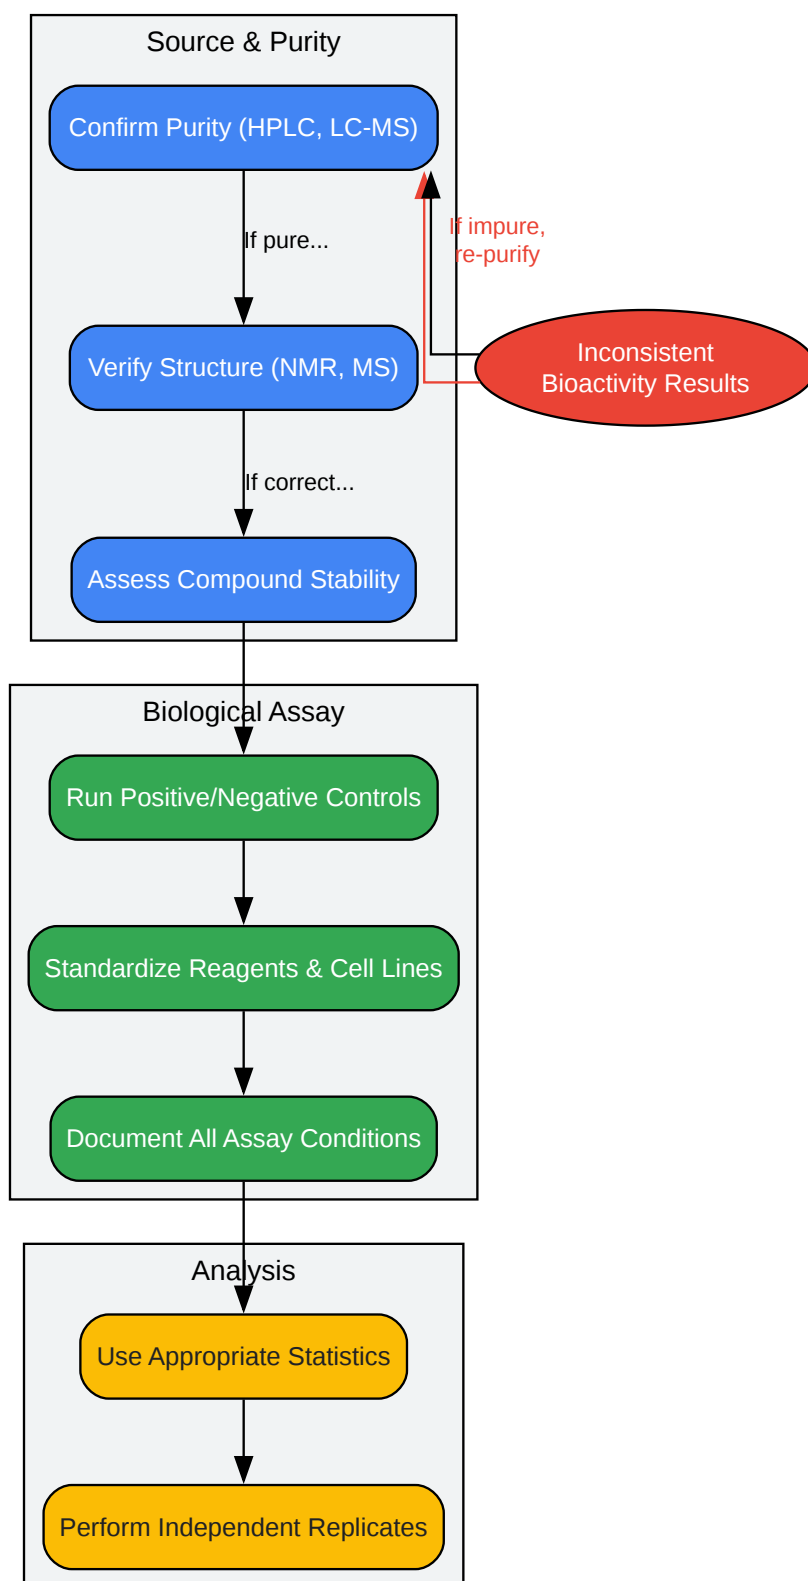 Source & Purity
Confirm Purity (HPLC, LC-MS)
If pure...
If impure,
re-purify
Verify Structure (NMR, MS)
Inconsistent
Bioactivity Results
If correct...
Assess Compound Stability
Biological Assay
Run Positive/Negative Controls
Standardize Reagents & Cell Lines
Document All Assay Conditions
Analysis
Use Appropriate Statistics
Perform Independent Replicates